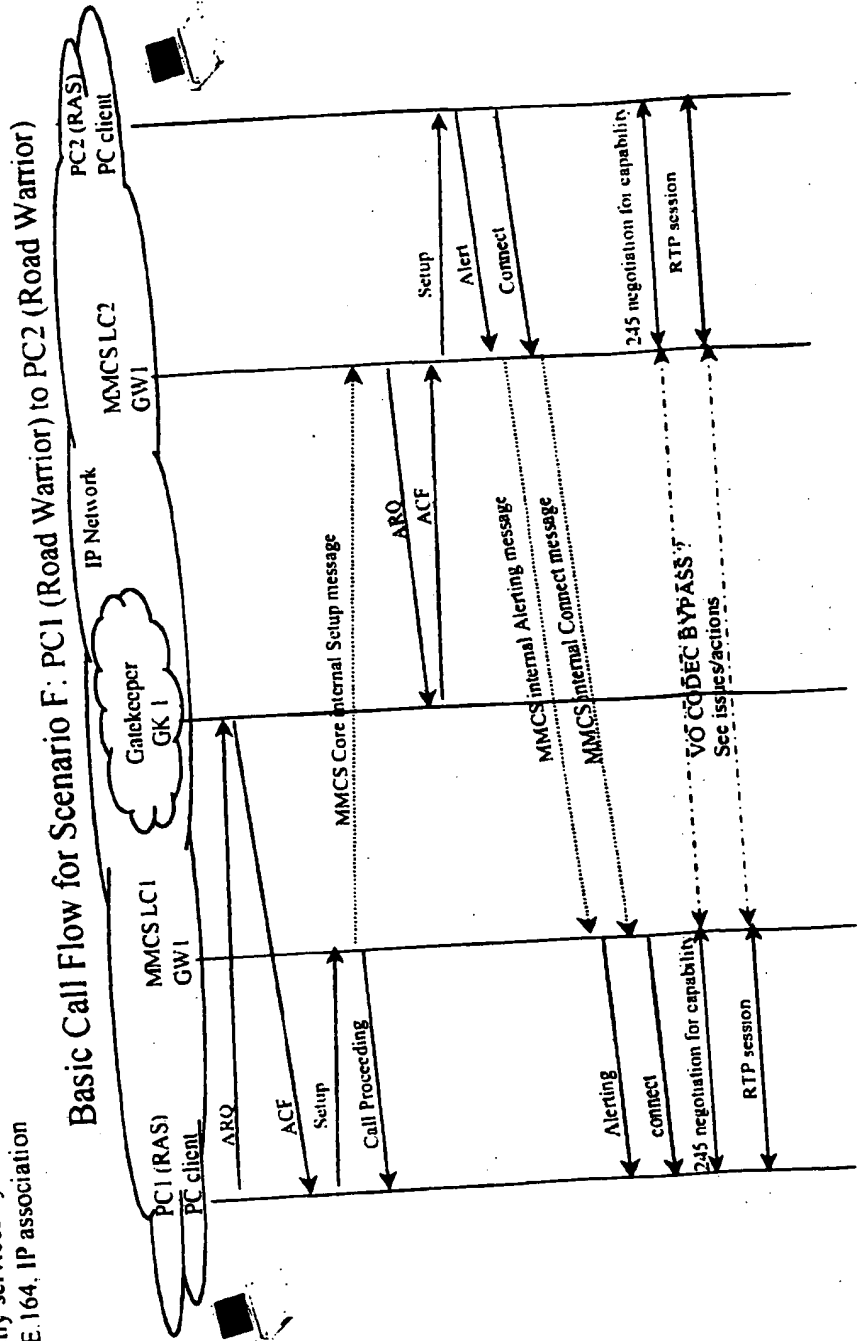 E.164, IP association
Basic Call Flow for Scenario F: PC1 (Road Warrior) to PC2 (Road Warrior)
PC1 (RAS)
PC client
MMCS LC1
GW1
Gatekeeper
GK 1
IP Network
MMCS LC2
GW1
PC2 (RAS)
PC client
ARQ
ACF
Setup
Call Proceeding
MMCS Core internal Setup message
ARQ
ACF
Setup
Alert
Connect
MMCS internal Alerting message
MMCS internal Connect message
Alerting
connect
245 negotiation for capability
RTP session
VO CODEC BYPASS ?
See issues/actions
245 negotiation for capability
RTP session